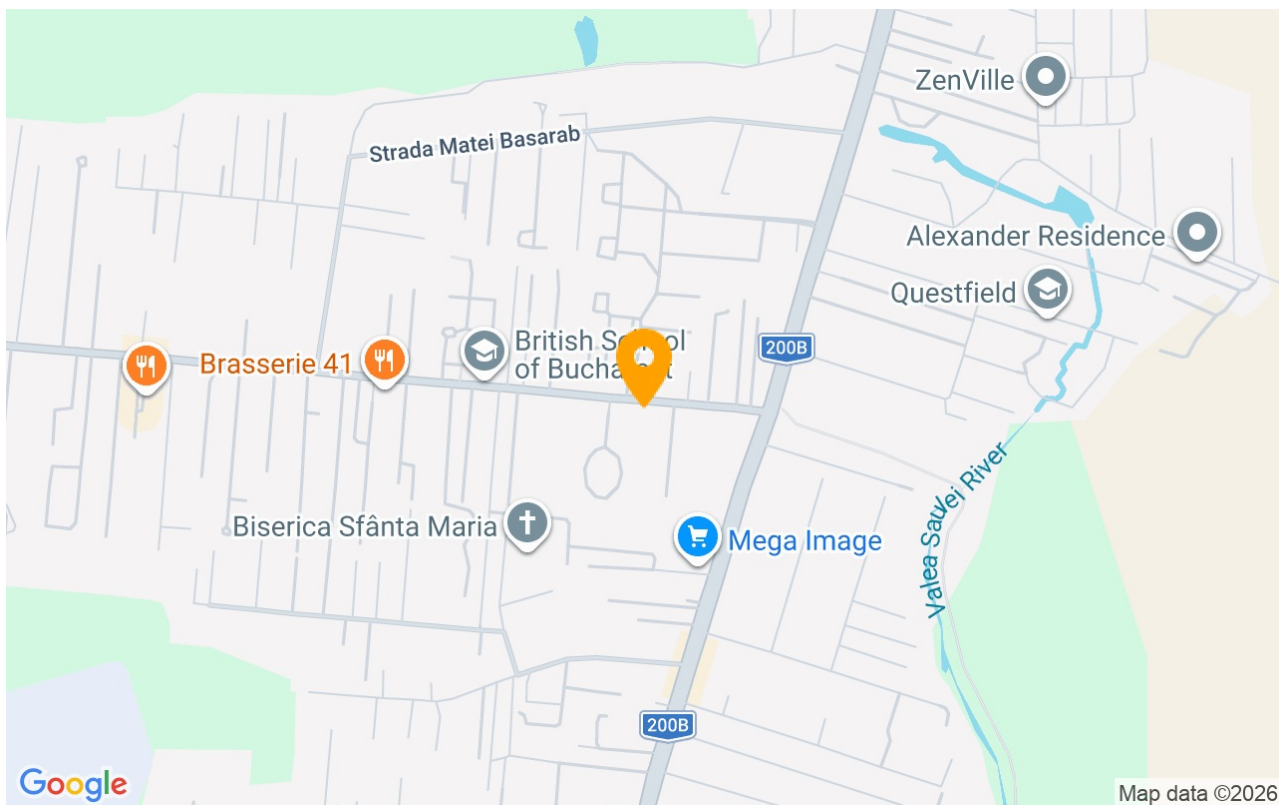 ZenVille
Strada Matei Basarab
Alexander Residence
Questfield
British School
of Bucharest
200B
Brasserie 41
Valea Saulei River
Biserica Sfânta Maria
Mega Image
200B
Google
Map data ©2026